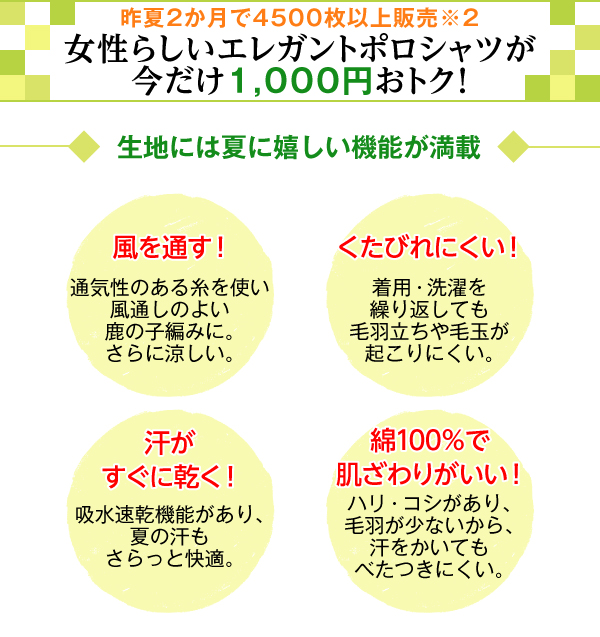 昨夏2か月で4500枚以上販売※2
女性らしいエレガントポロシャツが
今だけ1,000円おトク!
生地には夏に嬉しい機能が満載
風を通す!
通気性のある糸を使い
風通しのよい
鹿の子編みに。
さらに涼しい。
くたびれにくい!
着用・洗濯を
繰り返しても
毛羽立ちや毛玉が
起こりにくい。
汗が
すぐに乾く!
吸水速乾機能があり、
夏の汗も
さらっと快適。
綿100%で
肌ざわりがいい!
ハリ・コシがあり、
毛羽が少ないから、
汗をかいても
べたつきにくい。